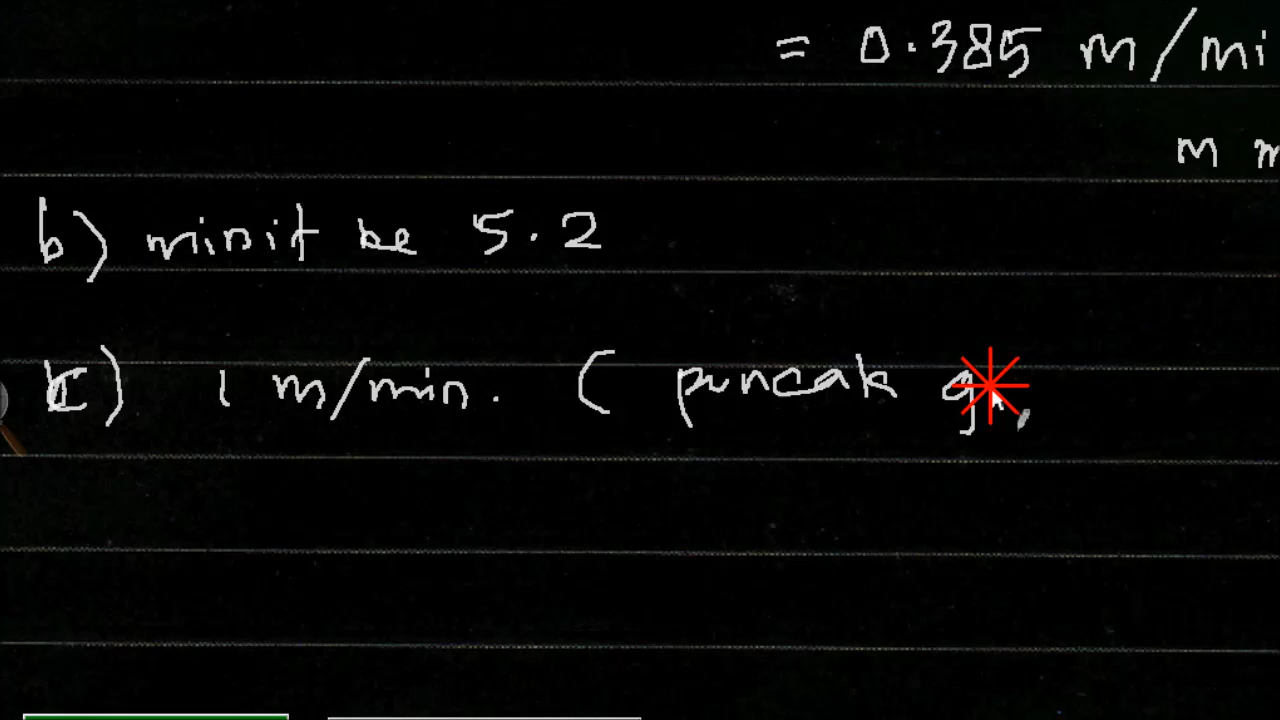 = 0.385 m/mi
m m
b) minit ke 5.2
c) 1 m/min. ( puncak g